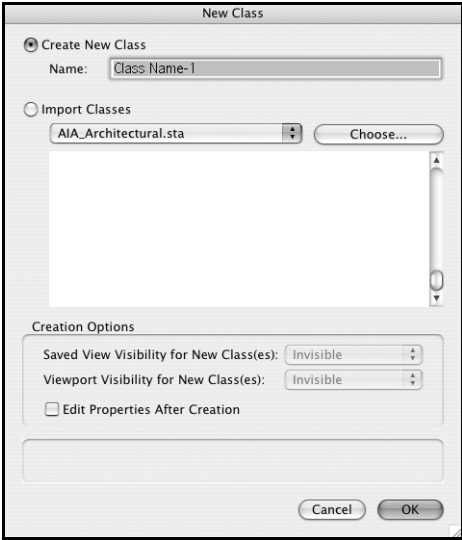 New Class
Create New Class
Name: Class Name-1
Import Classes
AIA_Architectural.sta Choose...
Creation Options
Saved View Visibility for New Class(es): Invisible
Viewport Visibility for New Class(es): Invisible
Edit Properties After Creation
Cancel OK